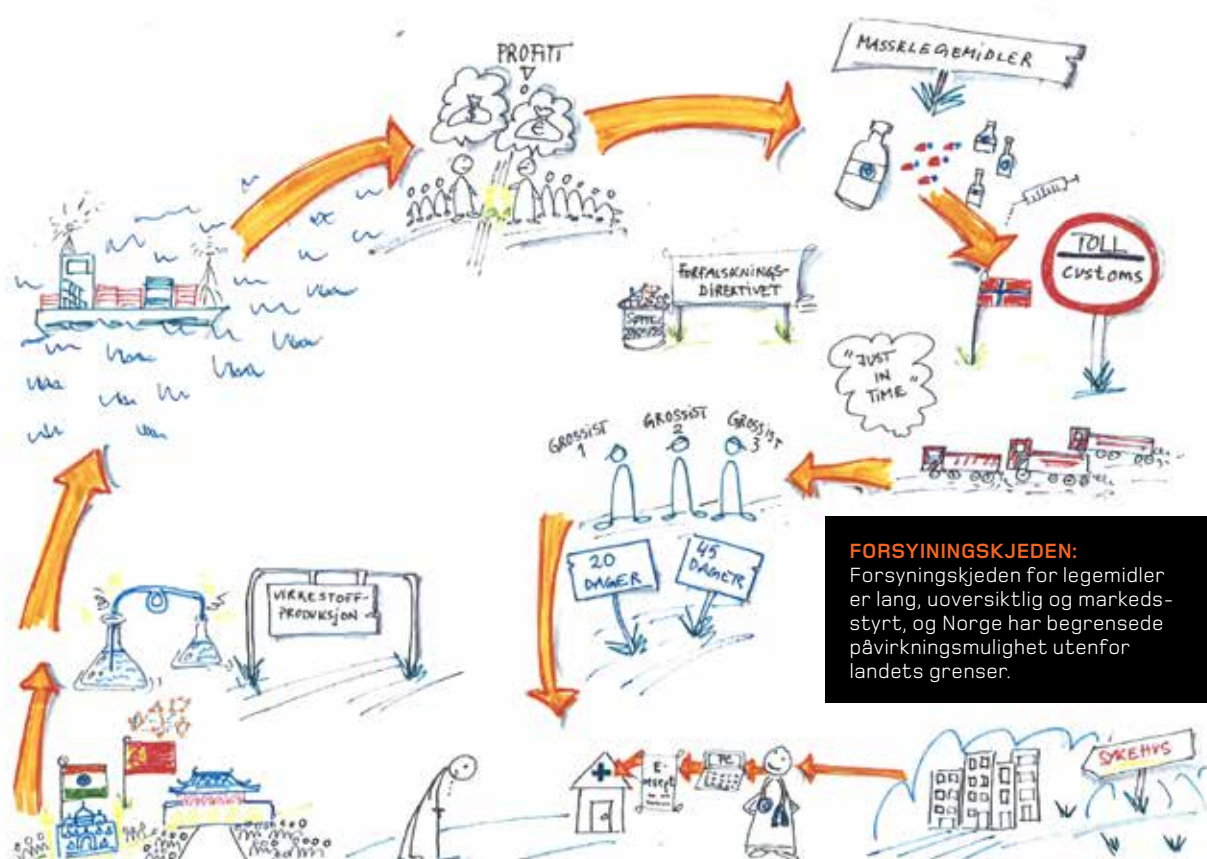 PROFITT
MASSELEGEMIDLER
FORFALSKNINGS-
DIREKTIVET
TOLL
customs
"JUST
IN
TIME"
GROSSIST
1
GROSSIST
2
GROSSIST
3
20
DAGER
45
DAGER
FORSYININGSKJEDEN:
Forsyningskjeden for legemidler
er lang, uoversiktlig og markeds-
styrt, og Norge har begrensede
påvirkningsmulighet utenfor
landets grenser.
VIRKESTOFF-
PRODUKSJON
E-
resept
PC
SYKEHUS